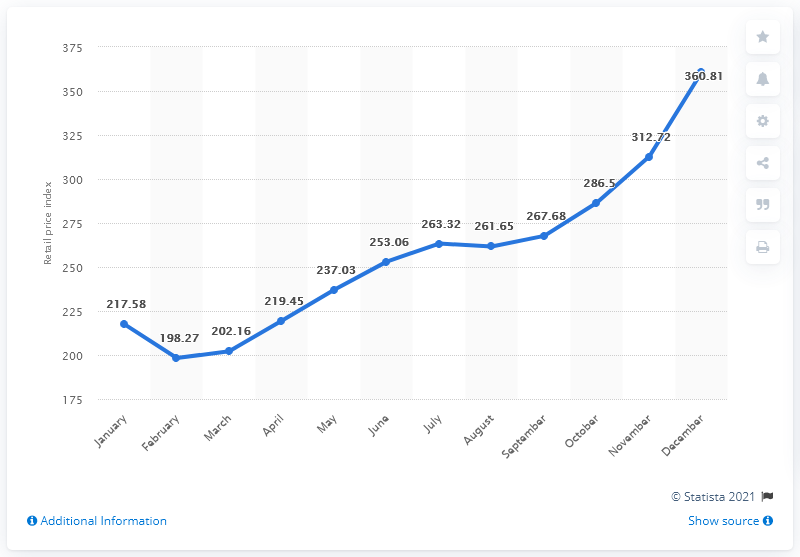 375
350
325
300
275
250
225
200
175
Retail price index
217.58
198.27
202.16
219.45
237.03
253.06
263.32
261.65
267.68
286.5
312.72
360.81
January
February
March
April
May
June
July
August
September
October
November
December
© Statista 2021
Additional Information
Show source